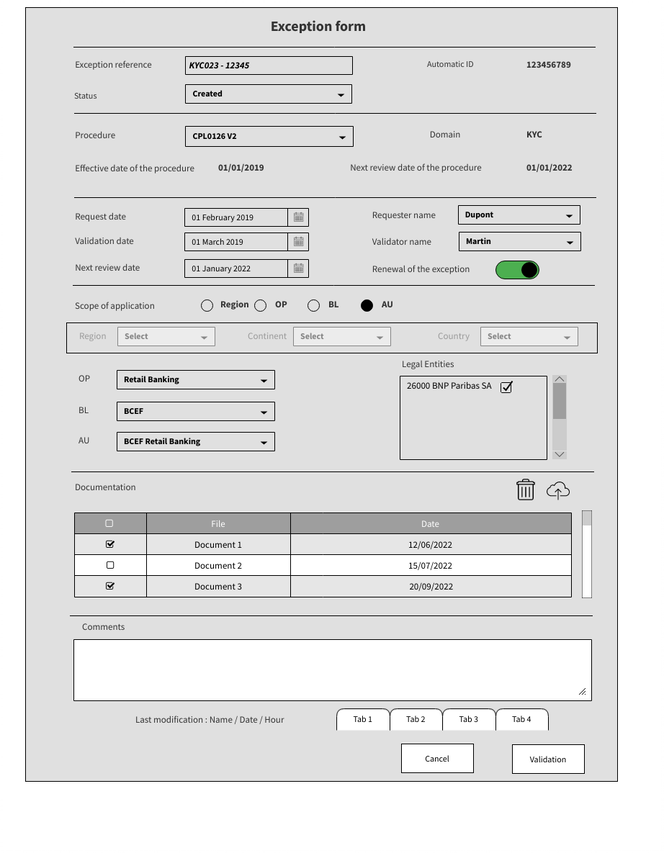 Exception form
Exception reference KYC023 - 12345 Automatic ID 123456789
Status Created
Procedure CPL0126 V2 Domain KYC
Effective date of the procedure 01/01/2019 Next review date of the procedure 01/01/2022
Request date 01 February 2019 Requester name Dupont
Validation date 01 March 2019 Validator name Martin
Next review date 01 January 2022 Renewal of the exception
Scope of application Region OP BL AU
Region Select Continent Select Country Select
Legal Entities
OP Retail Banking 26000 BNP Paribas SA
BL BCEF
AU BCEF Retail Banking
Documentation
File Date
Document 1 12/06/2022
Document 2 15/07/2022
Document 3 20/09/2022
Comments
Last modification : Name / Date / Hour Tab 1 Tab 2 Tab 3 Tab 4
Cancel Validation